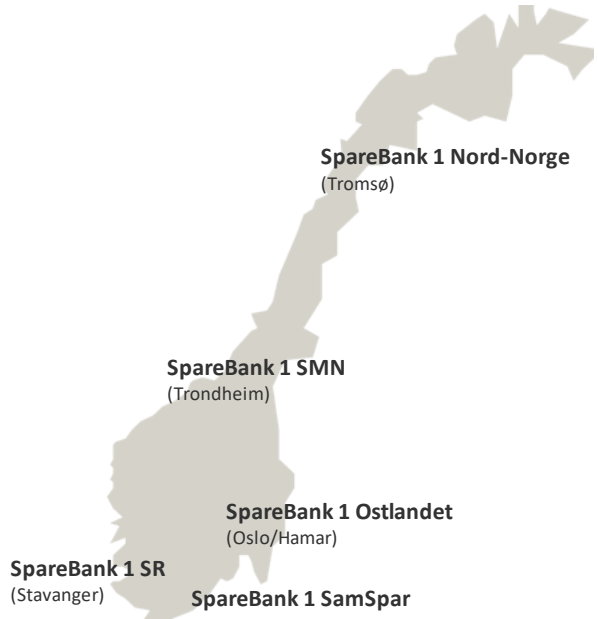 SpareBank 1 Nord-Norge
(Tromsø)
SpareBank 1 SMN
(Trondheim)
SpareBank 1 Ostlandet
(Oslo/Hamar)
SpareBank 1 SR
(Stavanger)
SpareBank 1 SamSpar